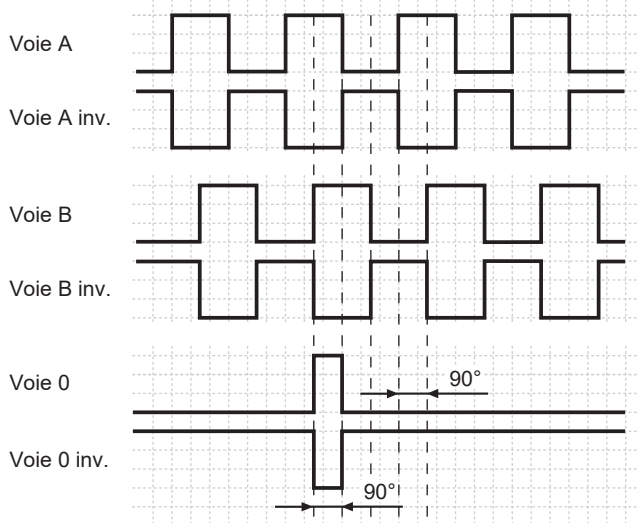 Voie A
Voie A inv.
Voie B
Voie B inv.
Voie 0
90°
Voie 0 inv.
90°